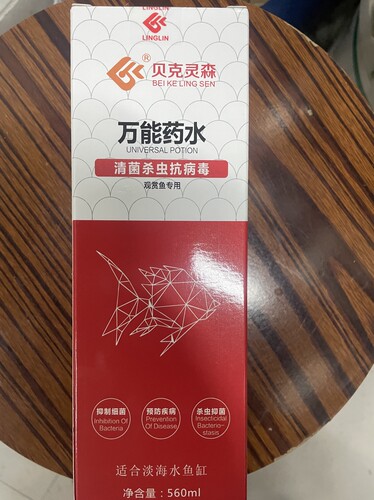 LINGLIN
LINGLIN
贝克灵森®
BEI KE LING SEN
万能药水
UNIVERSAL POTION
清菌杀虫抗病毒
观赏鱼专用
抑制细菌
Inhibition Of
Bacteria
预防疾病
Prevention
Of Disease
杀虫抑菌
Insecticidal
Bacterio-
stasis
适合淡海水鱼缸
净含量：560ml